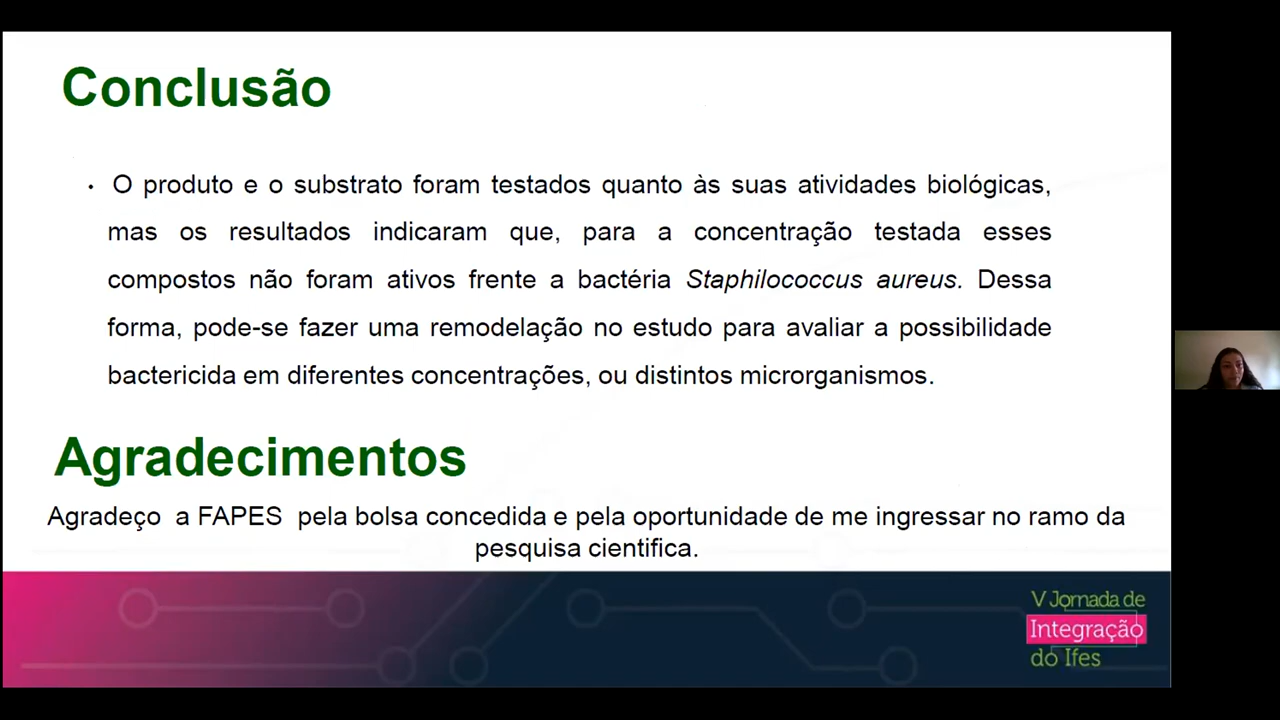 Conclusão
• O produto e o substrato foram testados quanto às suas atividades biológicas,
mas os resultados indicaram que, para a concentração testada esses
compostos não foram ativos frente a bactéria Staphilococcus aureus. Dessa
forma, pode-se fazer uma remodelação no estudo para avaliar a possibilidade
bactericida em diferentes concentrações, ou distintos microrganismos.
Agradecimentos
Agradeço a FAPES pela bolsa concedida e pela oportunidade de me ingressar no ramo da
pesquisa cientifica.
V Jornada de
Integração
do Ifes